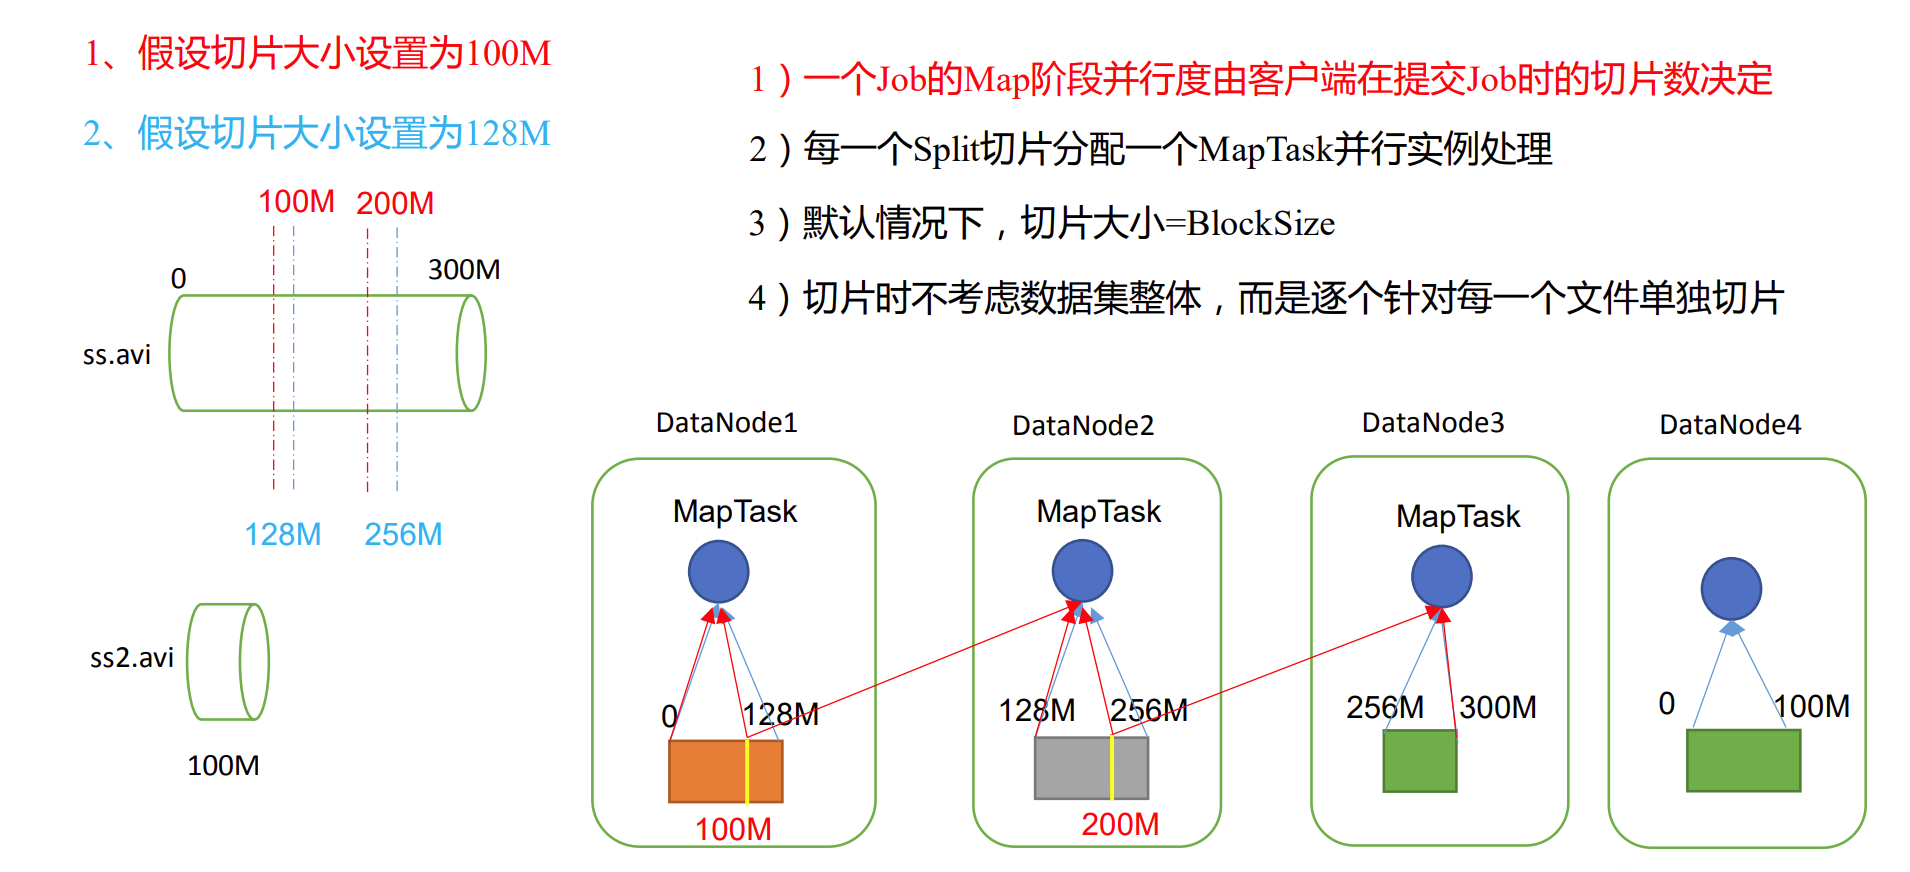 1、假设切片大小设置为100M
2、假设切片大小设置为128M
1）一个Job的Map阶段并行度由客户端在提交Job时的切片数决定
2）每一个Split切片分配一个MapTask并行实例处理
3）默认情况下，切片大小=BlockSize
4）切片时不考虑数据集整体，而是逐个针对每一个文件单独切片
100M 200M
0 300M
ss.avi
128M 256M
ss2.avi
100M
DataNode1 DataNode2 DataNode3 DataNode4
MapTask MapTask MapTask
0 128M 128M 256M 256M 300M 0 100M
100M 200M